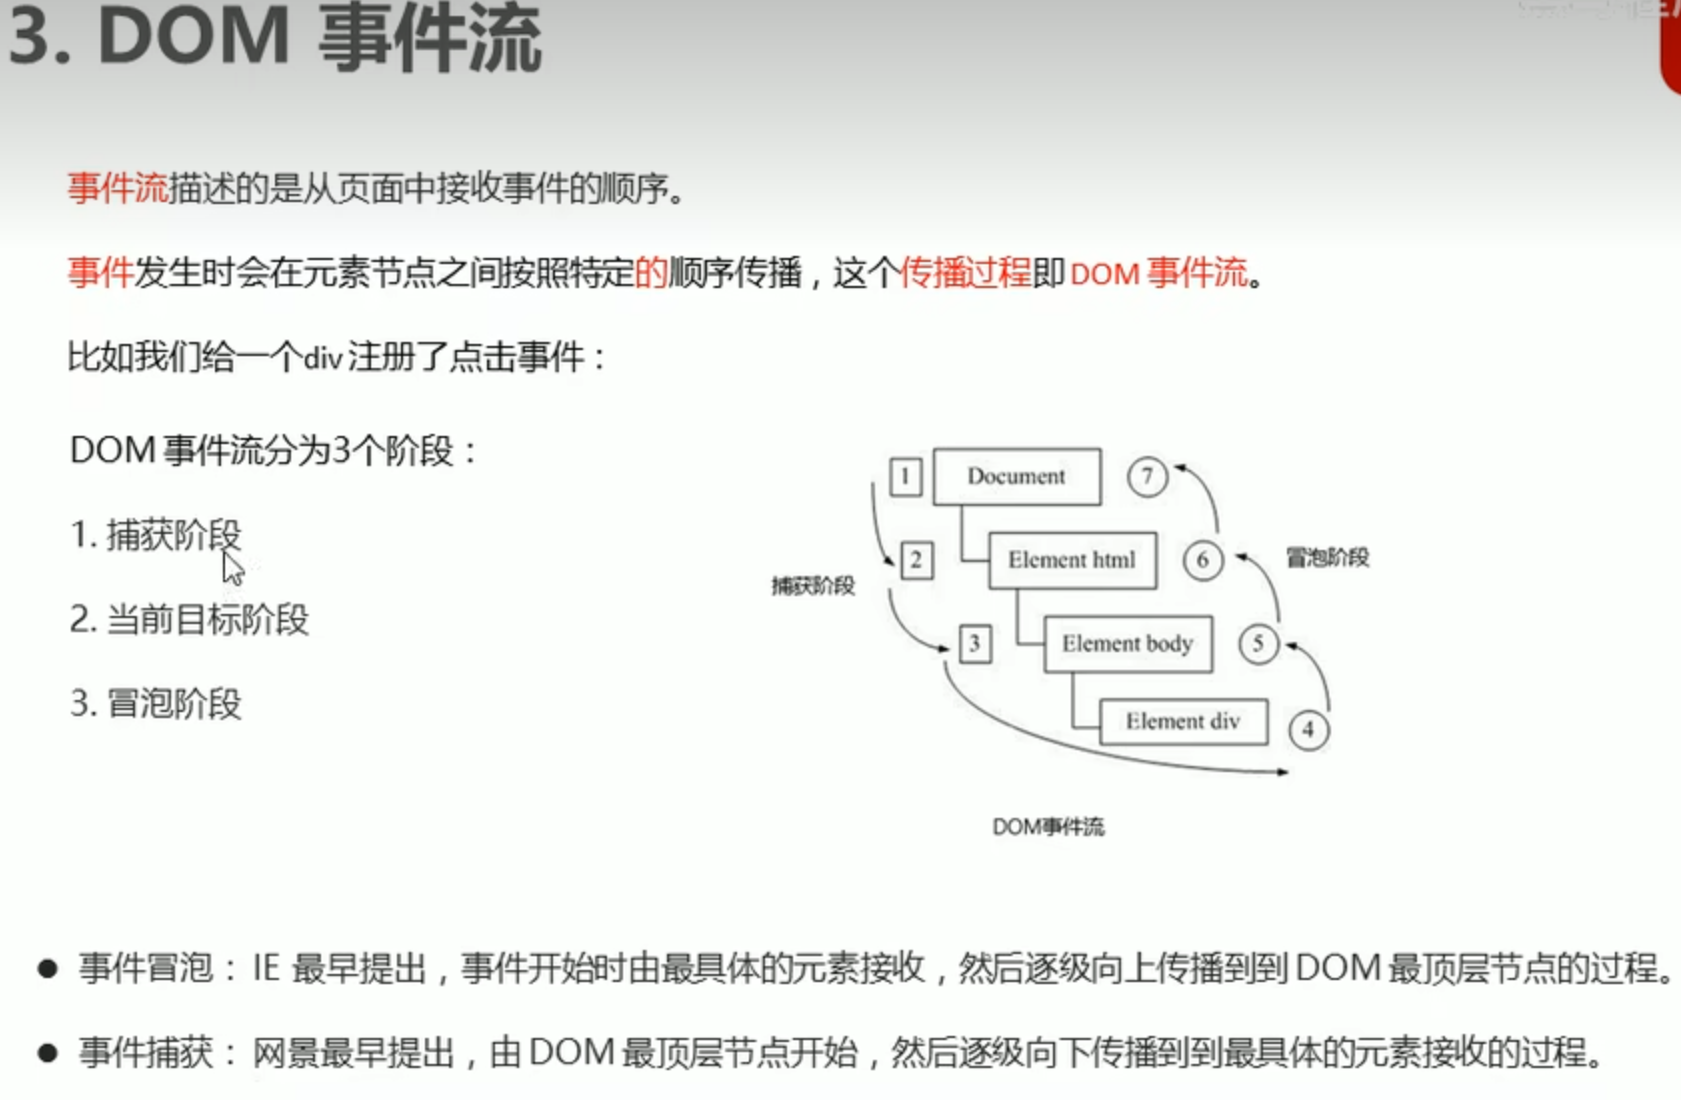 3. DOM 事件流
事件流描述的是从页面中接收事件的顺序。
事件发生时会在元素节点之间按照特定的顺序传播，这个传播过程即DOM 事件流。
比如我们给一个div 注册了点击事件：
DOM 事件流分为3个阶段：
1. 捕获阶段
2. 当前目标阶段
3. 冒泡阶段
1 Document 7
2 Element html 6 冒泡阶段
捕获阶段
3 Element body 5
Element div 4
DOM事件流
● 事件冒泡： IE 最早提出，事件开始时由最具体的元素接收，然后逐级向上传播到到 DOM 最顶层节点的过程。
● 事件捕获： 网景最早提出，由 DOM 最顶层节点开始，然后逐级向下传播到到最具体的元素接收的过程。